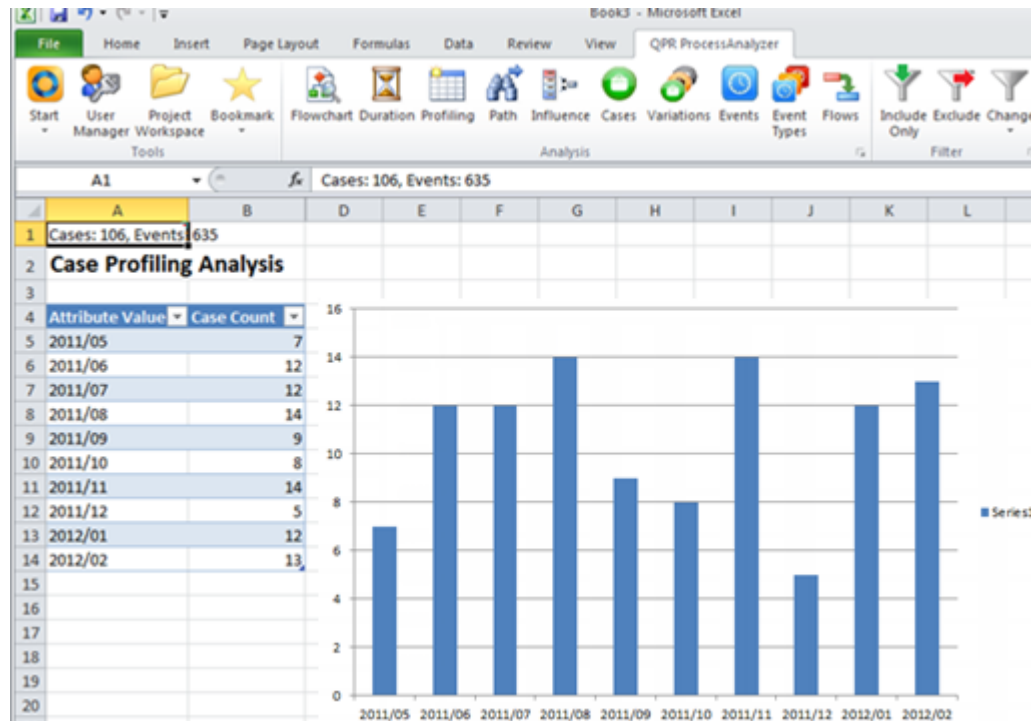 Book3 - Microsoft Excel
File Home Insert Page Layout Formulas Data Review View QPR ProcessAnalyzer
Start User Manager Project Workspace Bookmark Flowchart Duration Profiling Path Influence Cases Variations Events Event Types Flows Include Only Exclude Change
Tools Analysis Filter
A1 fx Cases: 106, Events: 635
A B D E F G H I J K L
1 Cases: 106, Events 635
2 Case Profiling Analysis
3
4 Attribute Value Case Count
5 2011/05 7
6 2011/06 12
7 2011/07 12
8 2011/08 14
9 2011/09 9
10 2011/10 8
11 2011/11 14
12 2011/12 5
13 2012/01 12
14 2012/02 13
15
16
17
18
19
20
16
14
12
10
8
6
4
2
0
2011/05 2011/06 2011/07 2011/08 2011/09 2011/10 2011/11 2011/12 2012/01 2012/02
Series1